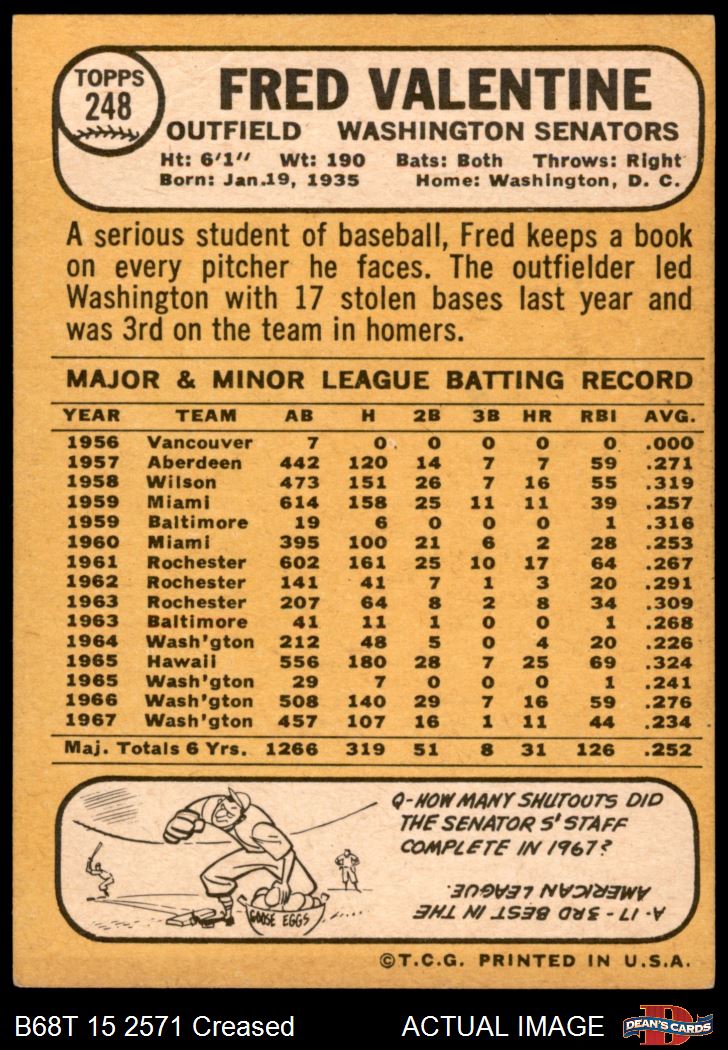 TOPPS
248
FRED VALENTINE
OUTFIELD WASHINGTON SENATORS
Ht: 6'1" Wt: 190 Bats: Both Throws: Right
Born: Jan.19, 1935 Home: Washington, D. C.
A serious student of baseball, Fred keeps a book
on every pitcher he faces. The outfielder led
Washington with 17 stolen bases last year and
was 3rd on the team in homers.
MAJOR & MINOR LEAGUE BATTING RECORD
YEAR TEAM AB H 2B 3B HR RBI AVG.
1956 Vancouver 7 0 0 0 0 0 .000
1957 Aberdeen 442 120 14 7 7 59 .271
1958 Wilson 473 151 26 7 16 55 .319
1959 Miami 614 158 25 11 11 39 .257
1959 Baltimore 19 6 0 0 0 1 .316
1960 Miami 395 100 21 6 2 28 .253
1961 Rochester 602 161 25 10 17 64 .267
1962 Rochester 141 41 7 1 3 20 .291
1963 Rochester 207 64 8 2 8 34 .309
1963 Baltimore 41 11 1 0 0 1 .268
1964 Wash'gton 212 48 5 0 4 20 .226
1965 Hawaii 556 180 28 7 25 69 .324
1965 Wash'gton 29 7 0 0 0 1 .241
1966 Wash'gton 508 140 29 7 16 59 .276
1967 Wash'gton 457 107 16 1 11 44 .234
Maj. Totals 6 Yrs. 1266 319 51 8 31 126 .252
Q-HOW MANY SHUTOUTS DID
THE SENATORS' STAFF
COMPLETE IN 1967?
A-17 - 3RD BEST IN THE
AMERICAN LEAGUE.
GOOSE EGGS
©T.C.G. PRINTED IN U.S.A.
B68T 15 2571 Creased ACTUAL IMAGE
D
DEAN'S CARDS